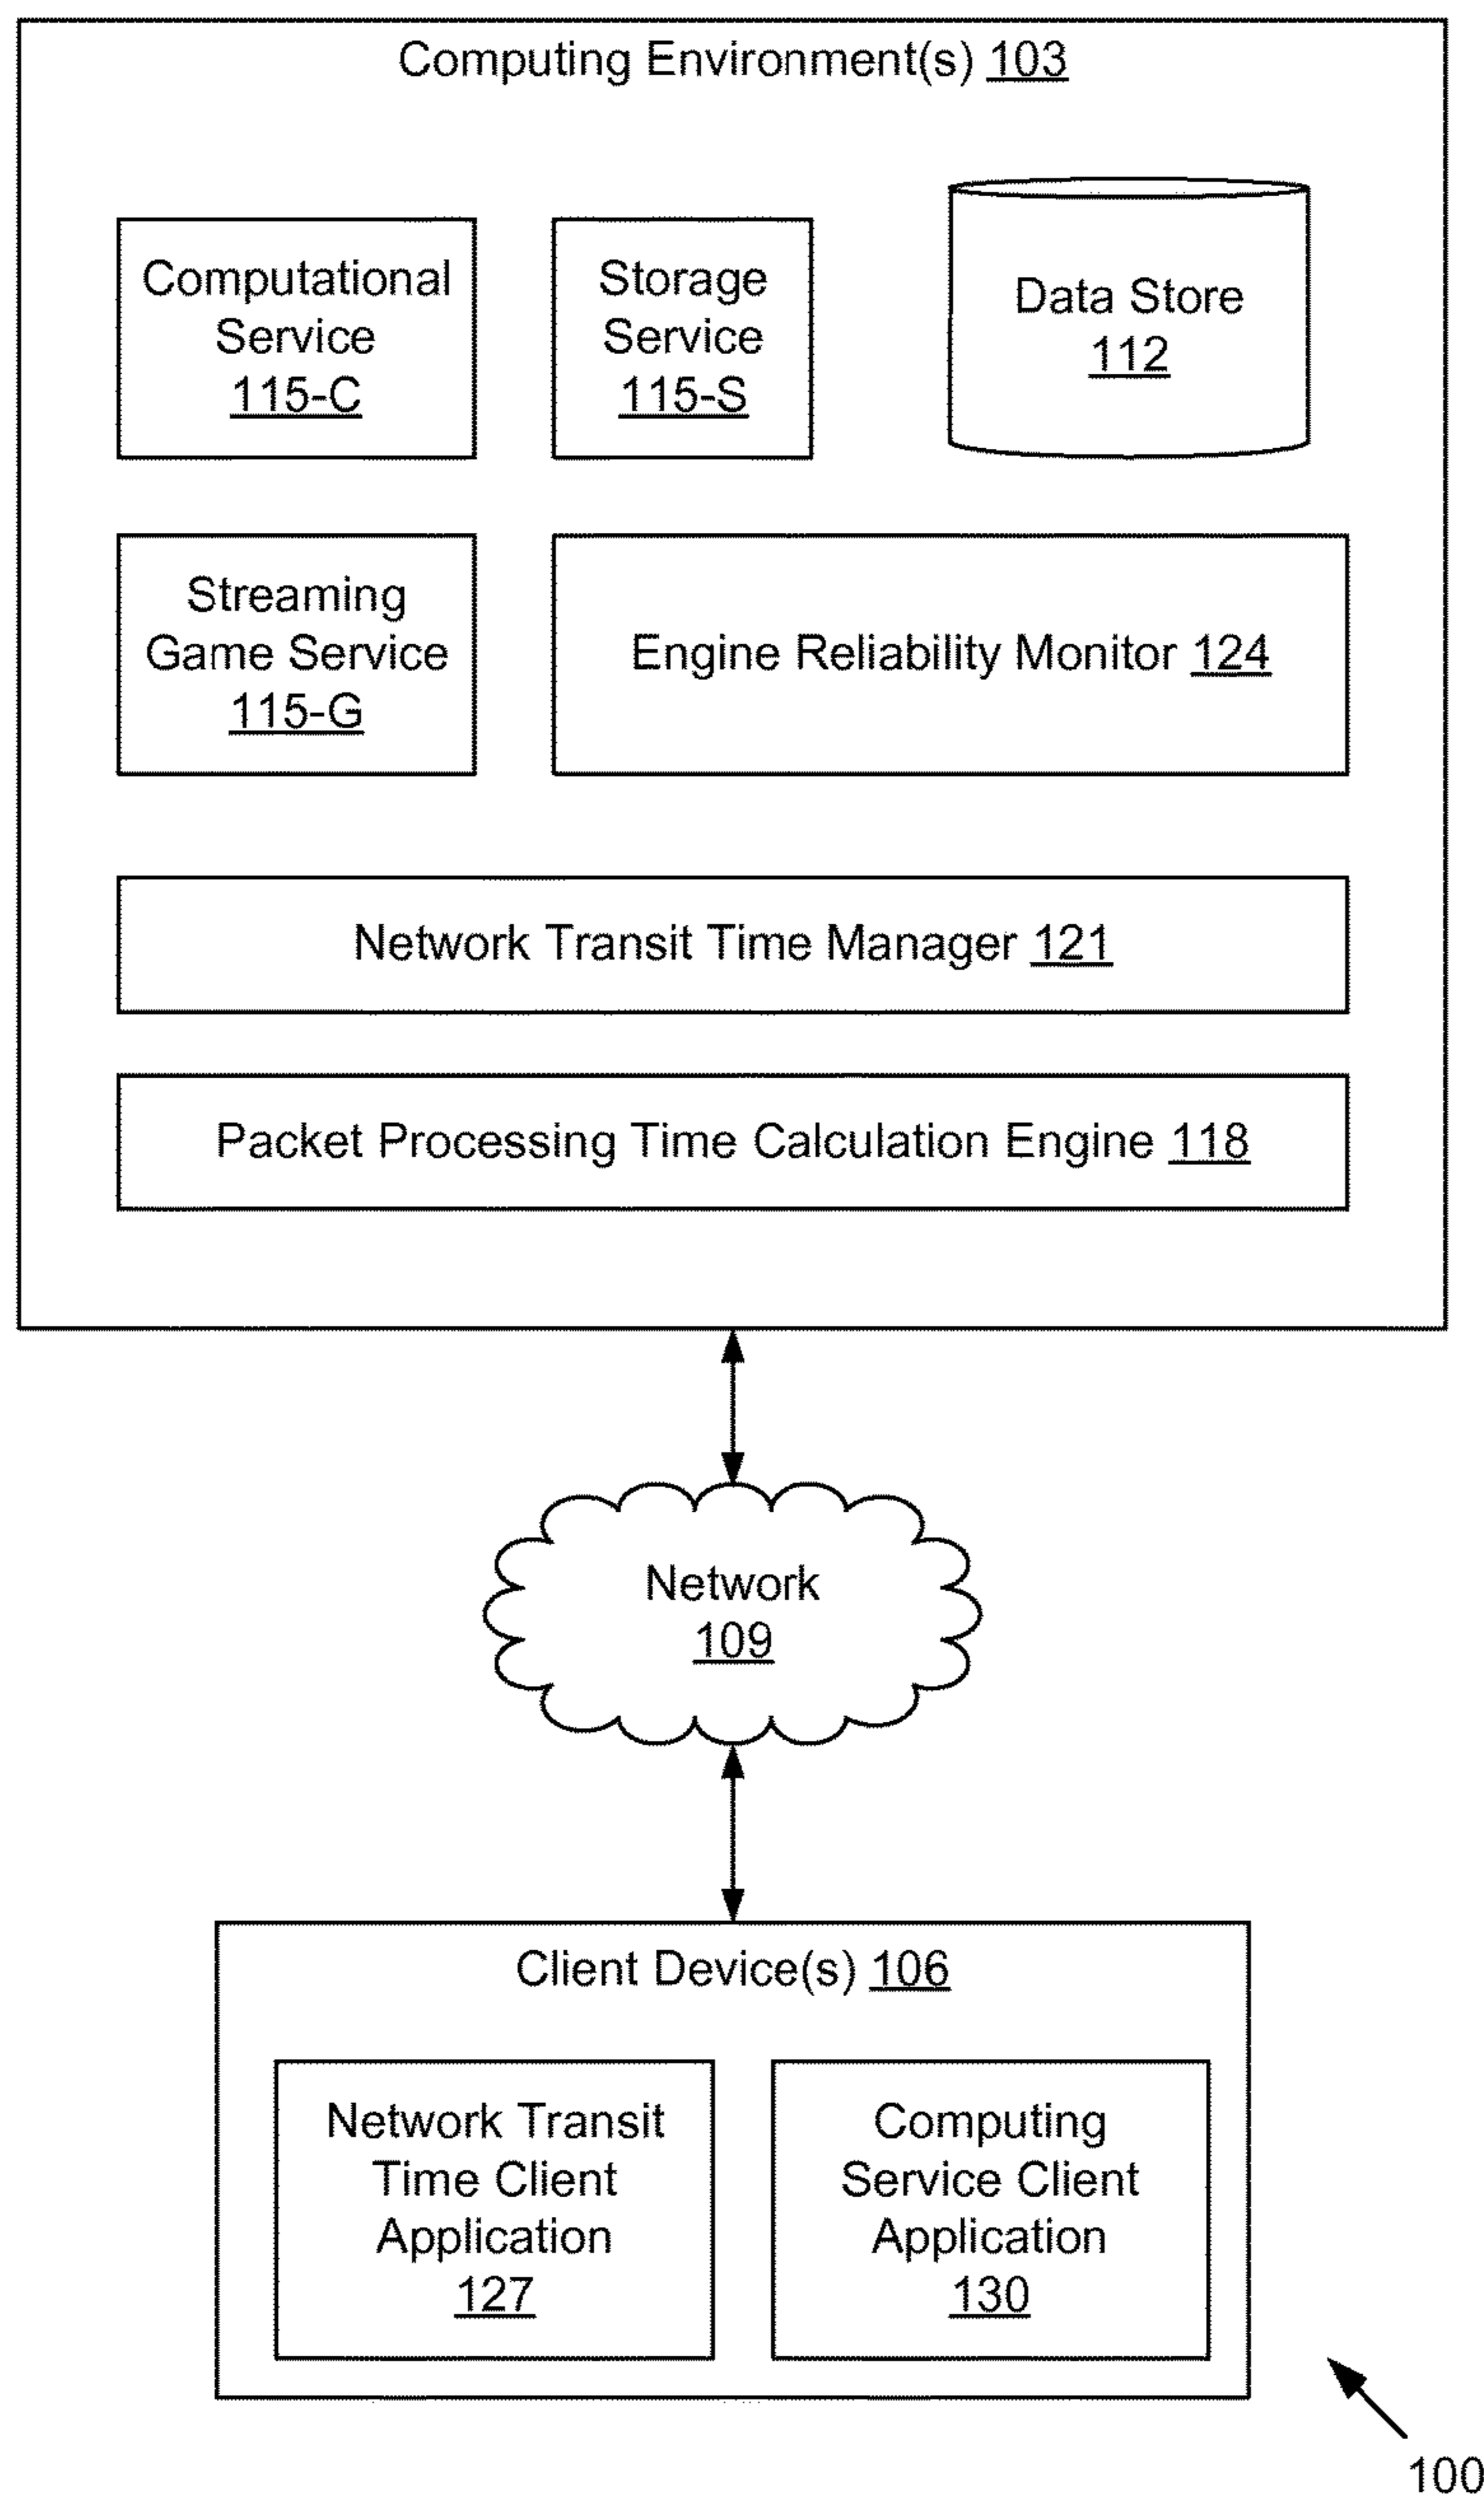 Computing Environment(s) 103
Computational
Service
115-C
Storage
Service
115-S
Data Store
112
Streaming
Game Service
115-G
Engine Reliability Monitor 124
Network Transit Time Manager 121
Packet Processing Time Calculation Engine 118
Network
109
Client Device(s) 106
Network Transit
Time Client
Application
127
Computing
Service Client
Application
130
100